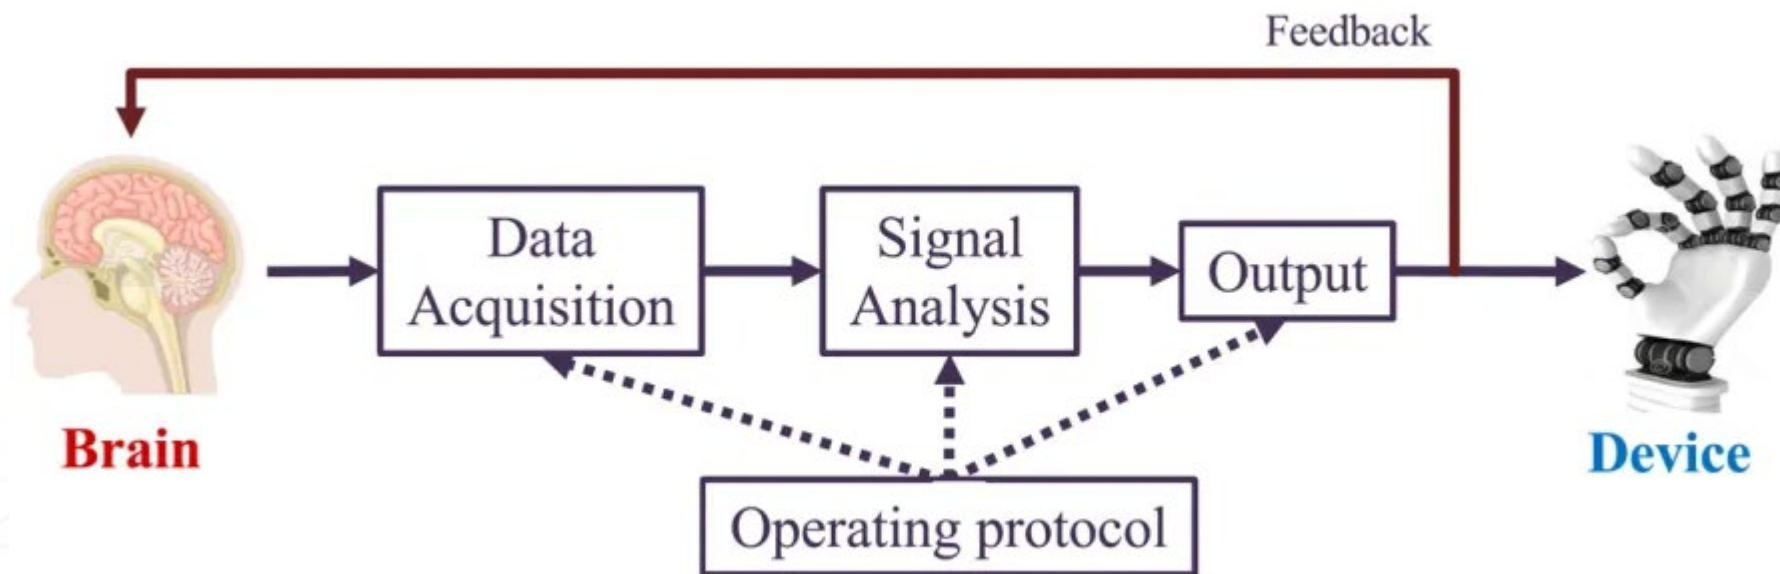 Feedback
Data
Acquisition
Signal
Analysis
Output
Brain
Device
Operating protocol